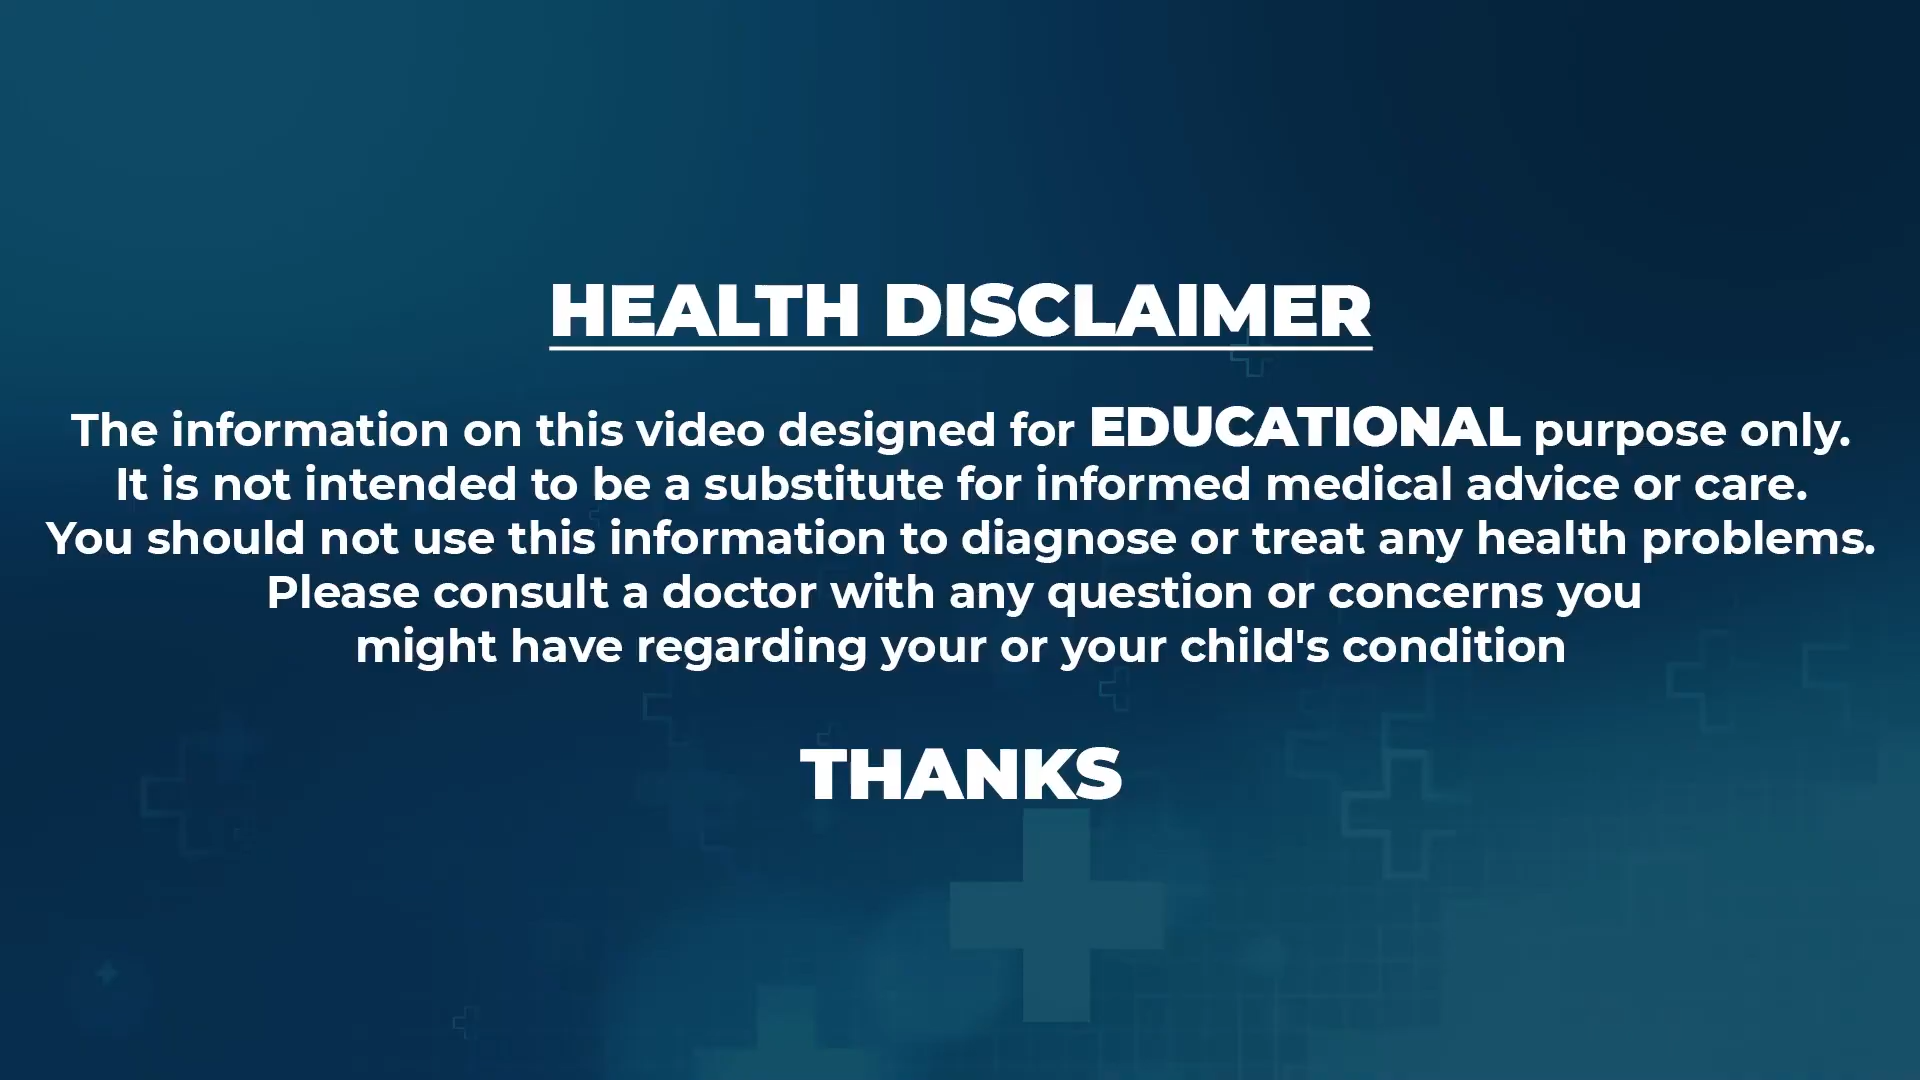 HEALTH DISCLAIMER
The information on this video designed for EDUCATIONAL purpose only.
It is not intended to be a substitute for informed medical advice or care.
You should not use this information to diagnose or treat any health problems.
Please consult a doctor with any question or concerns you
might have regarding your or your child's condition
THANKS